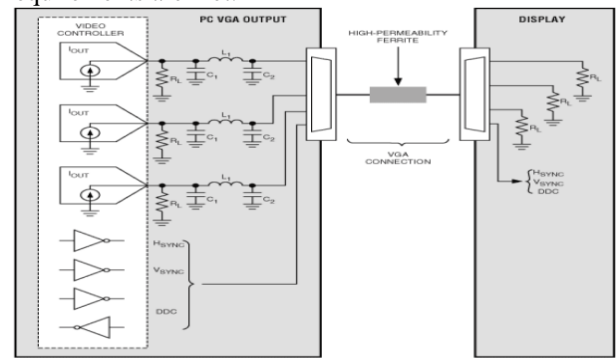 PC VGA OUTPUT
DISPLAY
VIDEO
CONTROLLER
HIGH-PERMEABILITY
FERRITE
IOUT
L1
RL
C1
C2
RL
RL
RL
IOUT
L1
RL
C1
C2
VGA
CONNECTION
IOUT
L1
RL
C1
C2
HSYNC
VSYNC
DDC
HSYNC
VSYNC
DDC